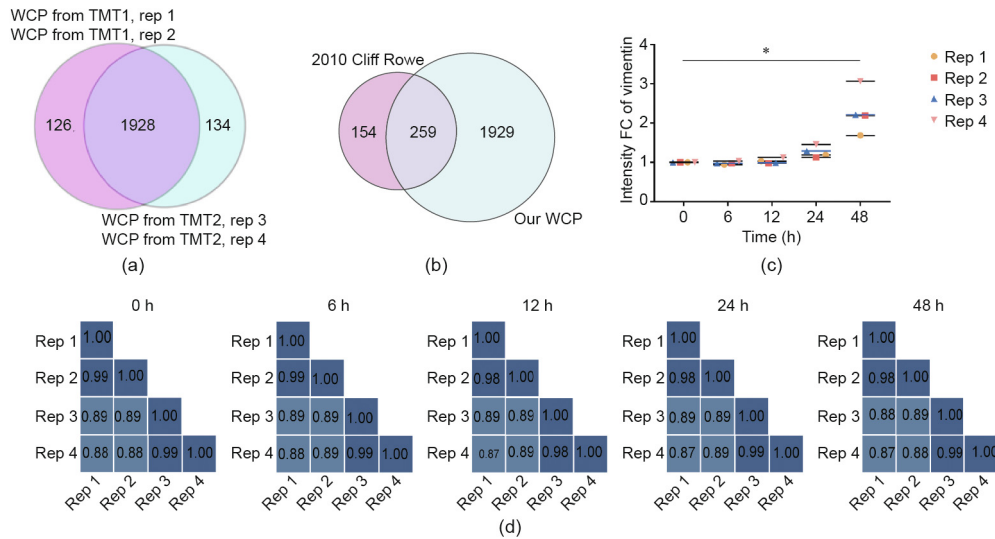 WCP from TMT1, rep 1
WCP from TMT1, rep 2
126
1928
134
WCP from TMT2, rep 3
WCP from TMT2, rep 4
(a)
2010 Cliff Rowe
154
259
1929
Our WCP
(b)
Intensity FC of vimentin
4
3
2
1
0
*
Rep 1
Rep 2
Rep 3
Rep 4
0 6 12 24 48
Time (h)
(c)
0 h
Rep 1 1.00
Rep 2 0.99 1.00
Rep 3 0.89 0.89 1.00
Rep 4 0.88 0.88 0.99 1.00
Rep 1 Rep 2 Rep 3 Rep 4
6 h
Rep 1 1.00
Rep 2 0.99 1.00
Rep 3 0.89 0.89 1.00
Rep 4 0.88 0.89 0.99 1.00
Rep 1 Rep 2 Rep 3 Rep 4
12 h
Rep 1 1.00
Rep 2 0.98 1.00
Rep 3 0.89 0.89 1.00
Rep 4 0.87 0.89 0.98 1.00
Rep 1 Rep 2 Rep 3 Rep 4
24 h
Rep 1 1.00
Rep 2 0.98 1.00
Rep 3 0.89 0.89 1.00
Rep 4 0.87 0.89 0.99 1.00
Rep 1 Rep 2 Rep 3 Rep 4
48 h
Rep 1 1.00
Rep 2 0.98 1.00
Rep 3 0.88 0.89 1.00
Rep 4 0.87 0.88 0.99 1.00
Rep 1 Rep 2 Rep 3 Rep 4
(d)